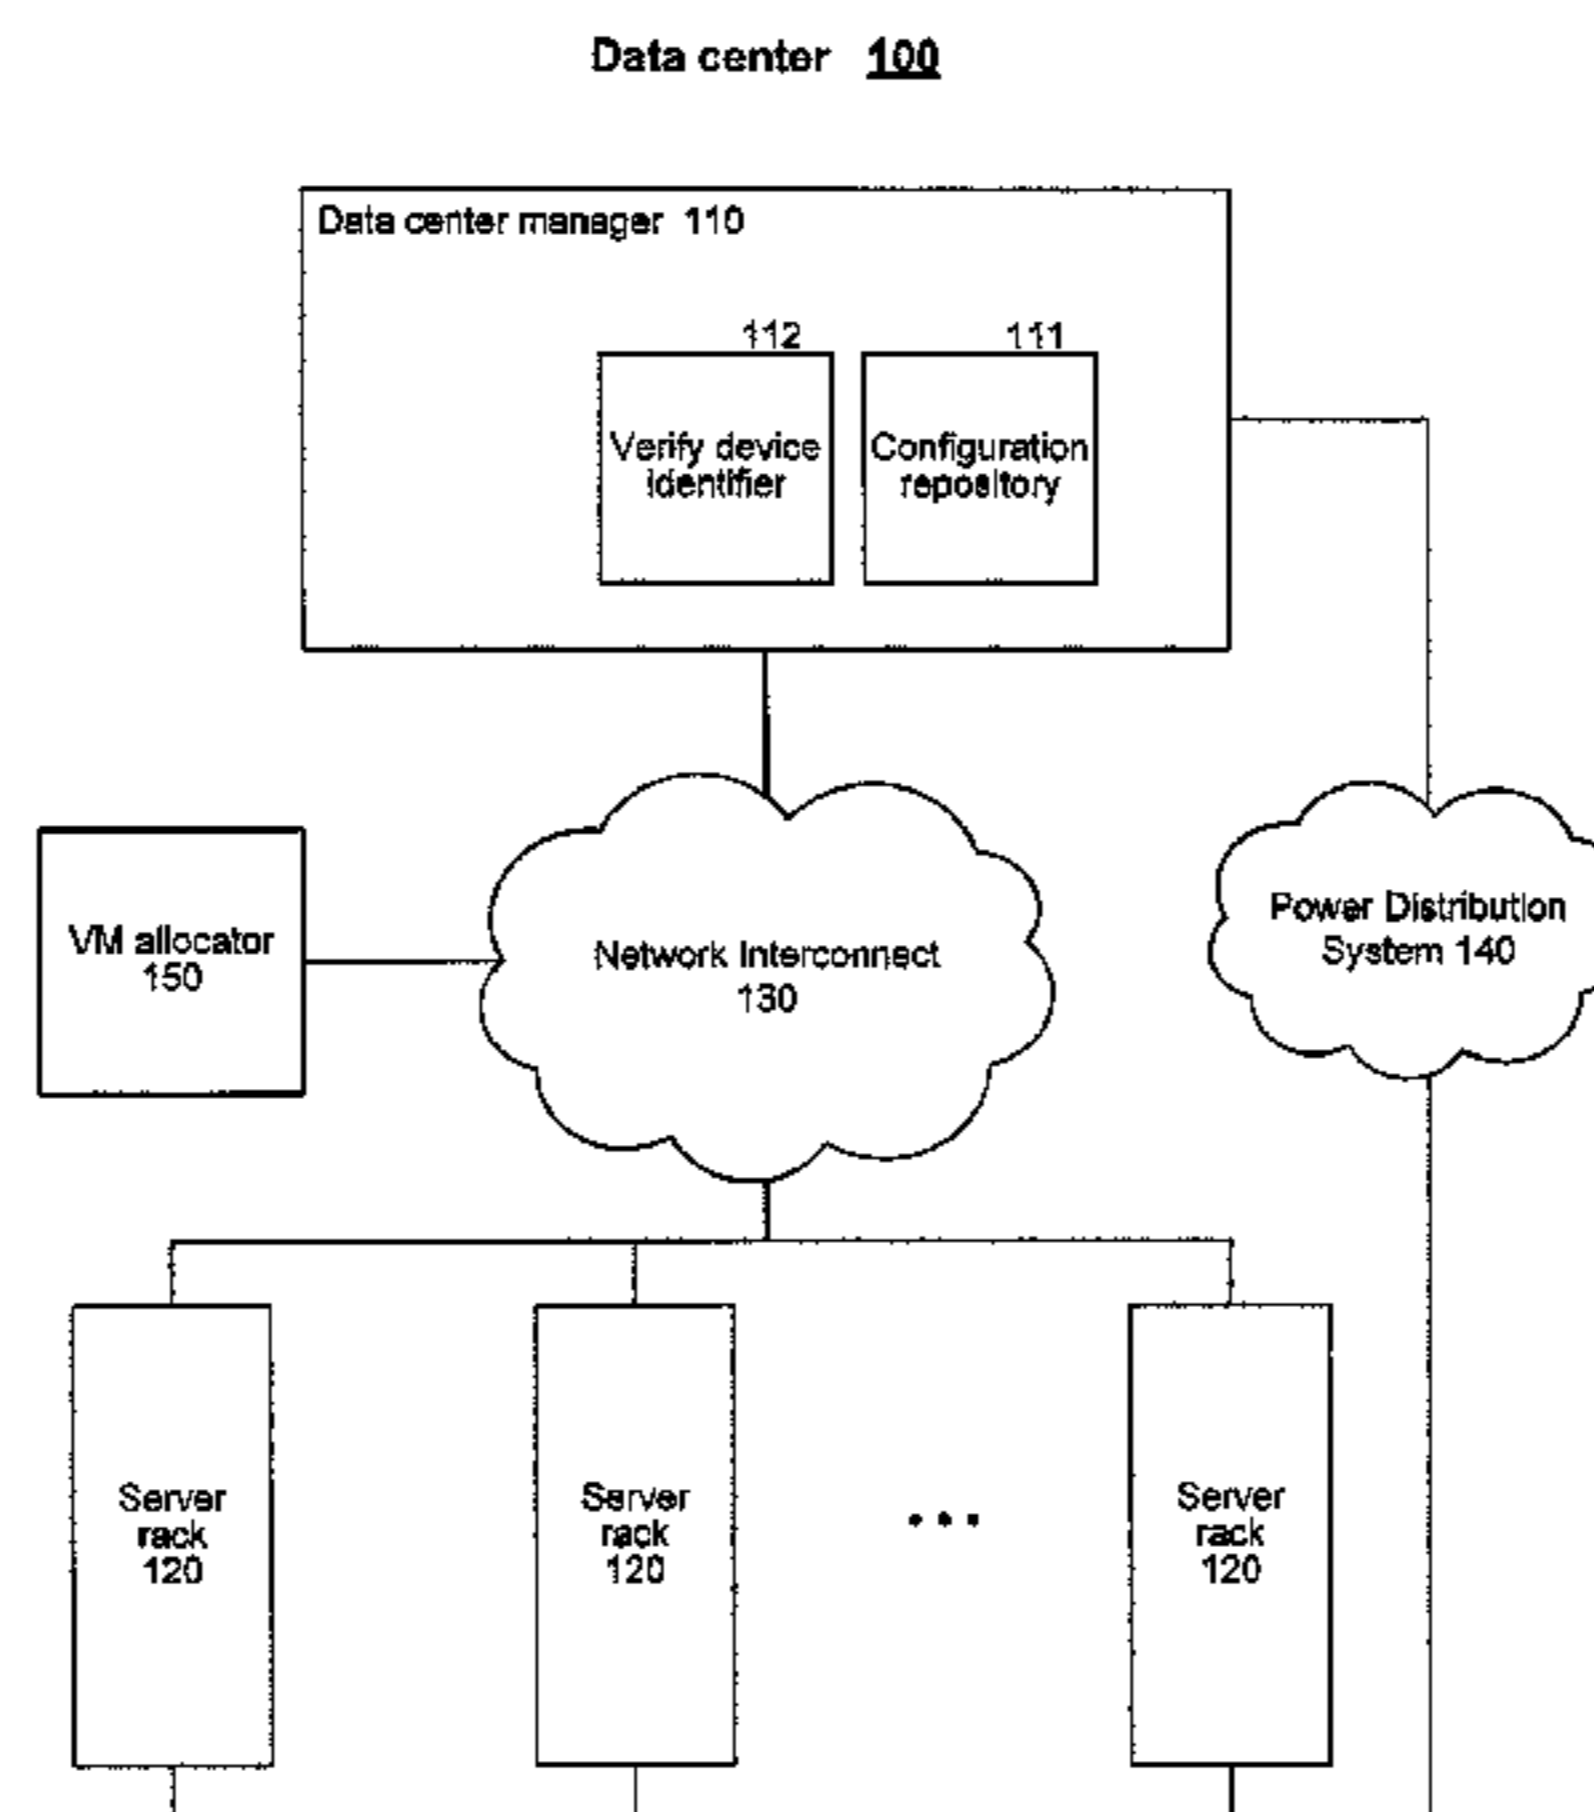 Data center 100
Data center manager 110
112
111
Verify device
identifier
Configuration
repository
VM allocator
150
Network Interconnect
130
Power Distribution
System 140
Server
rack
120
Server
rack
120
...
Server
rack
120